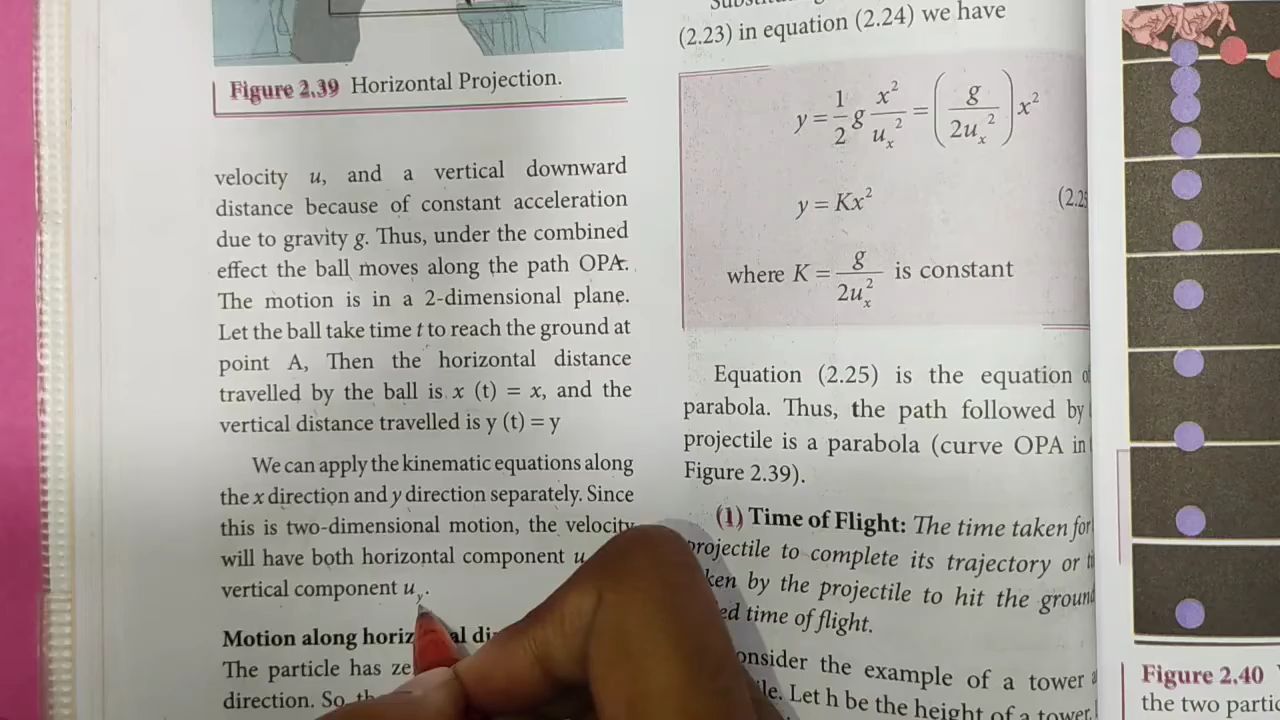 Figure 2.39 Horizontal Projection.
velocity u, and a vertical downward
distance because of constant acceleration
due to gravity g. Thus, under the combined
effect the ball moves along the path OPA.
The motion is in a 2-dimensional plane.
Let the ball take time t to reach the ground at
point A, Then the horizontal distance
travelled by the ball is x (t) = x, and the
vertical distance travelled is y (t) = y
We can apply the kinematic equations along
the x direction and y direction separately. Since
this is two-dimensional motion, the velocity
will have both horizontal component u
vertical component u_y.
Motion along
The particle has
direction. So
(2.23) in equation (2.24) we have
y = 1/2 g x²/u_x² = (g/2u_x²) x²
y = Kx²
where K = g/2u_x² is constant
Equation (2.25) is the equation
parabola. Thus, the path followed by
projectile is a parabola (curve OPA in
Figure 2.39).
(1) Time of Flight: The time taken for
projectile to complete its trajectory or
by the projectile to hit the ground
time of flight.
the example of a tower
Let h be the height of a tower.
Figure 2.40
the two